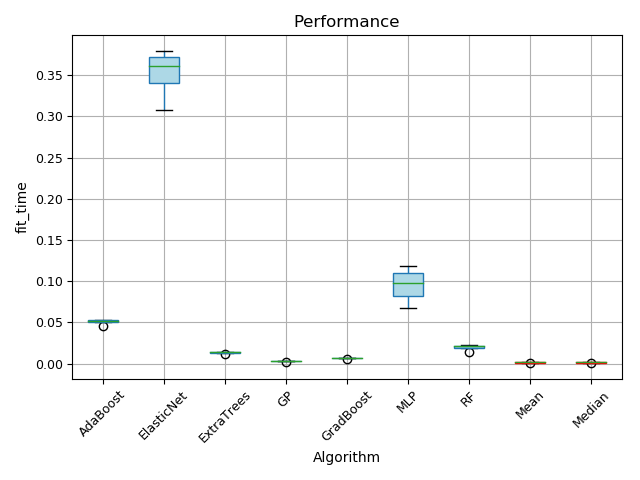 Performance
fit_time
0.35
0.30
0.25
0.20
0.15
0.10
0.05
0.00
AdaBoost
ElasticNet
ExtraTrees
GP
GradBoost
MLP
RF
Mean
Median
Algorithm